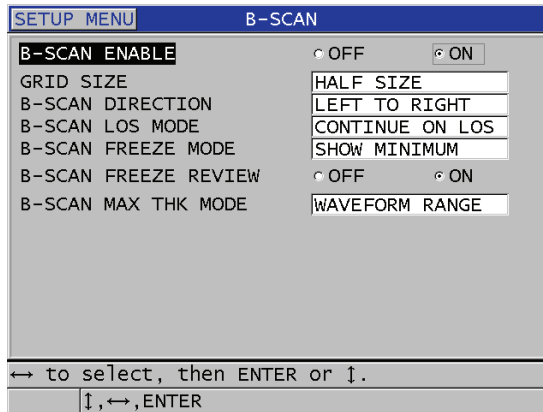 SETUP MENU B-SCAN
B-SCAN ENABLE OFF ON
GRID SIZE HALF SIZE
B-SCAN DIRECTION LEFT TO RIGHT
B-SCAN LOS MODE CONTINUE ON LOS
B-SCAN FREEZE MODE SHOW MINIMUM
B-SCAN FREEZE REVIEW OFF ON
B-SCAN MAX THK MODE WAVEFORM RANGE
↔ to select, then ENTER or ↕.
↕,↔,ENTER